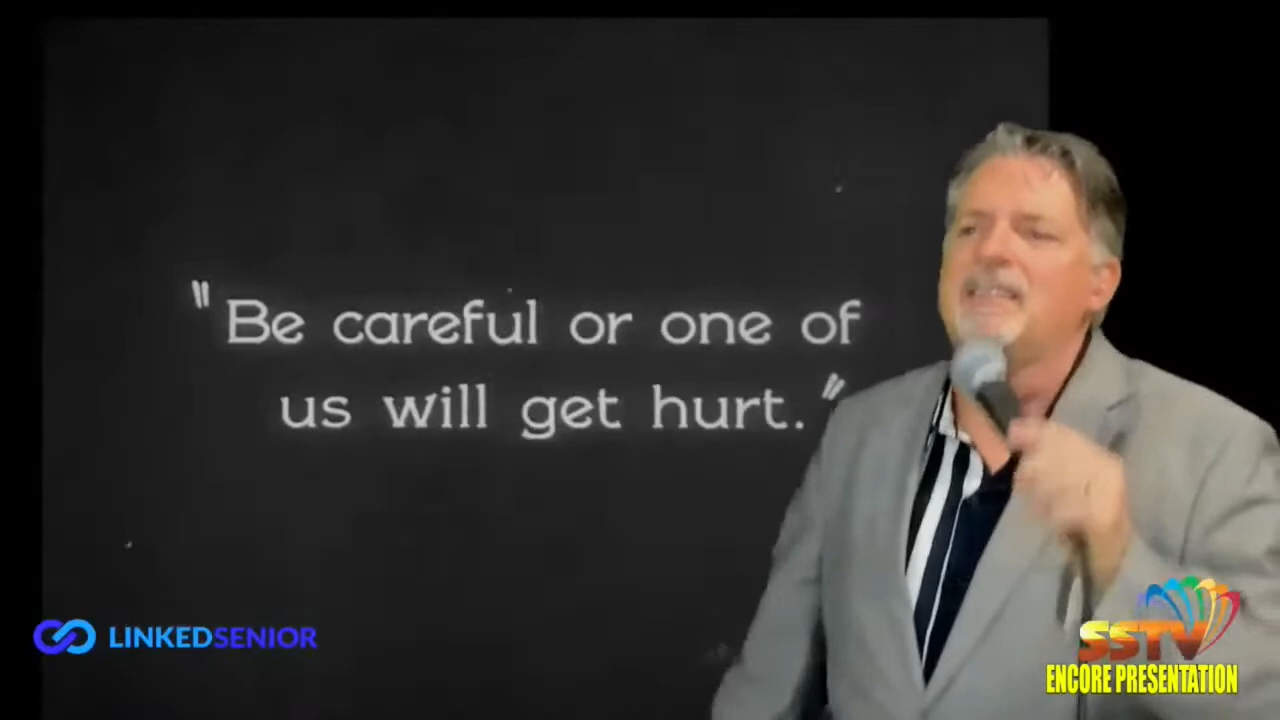 "Be careful or one of
us will get hurt."
LINKEDSENIOR
SSTV
ENCORE PRESENTATION